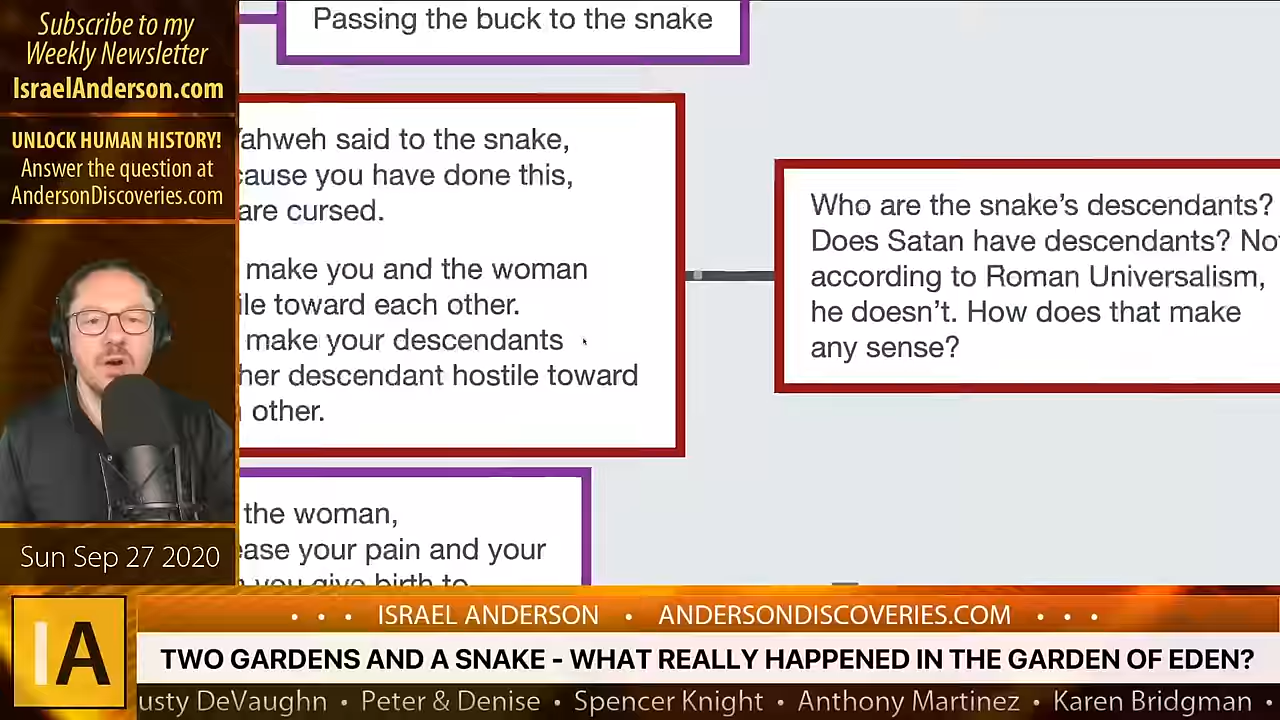 Subscribe to my
Weekly Newsletter
IsraelAnderson.com
UNLOCK HUMAN HISTORY!
Answer the question at
AndersonDiscoveries.com
Passing the buck to the snake
ahweh said to the snake,
cause you have done this,
are cursed.
make you and the woman
ile toward each other.
make your descendants
her descendant hostile toward
other.
Who are the snake's descendants?
Does Satan have descendants? No
according to Roman Universalism,
he doesn't. How does that make
any sense?
the woman,
ease your pain and your
you give birth to
Sun Sep 27 2020
IA
• • • ISRAEL ANDERSON • ANDERSONDISCOVERIES.COM • • •
TWO GARDENS AND A SNAKE - WHAT REALLY HAPPENED IN THE GARDEN OF EDEN?
usty DeVaughn • Peter & Denise • Spencer Knight • Anthony Martinez • Karen Bridgman •